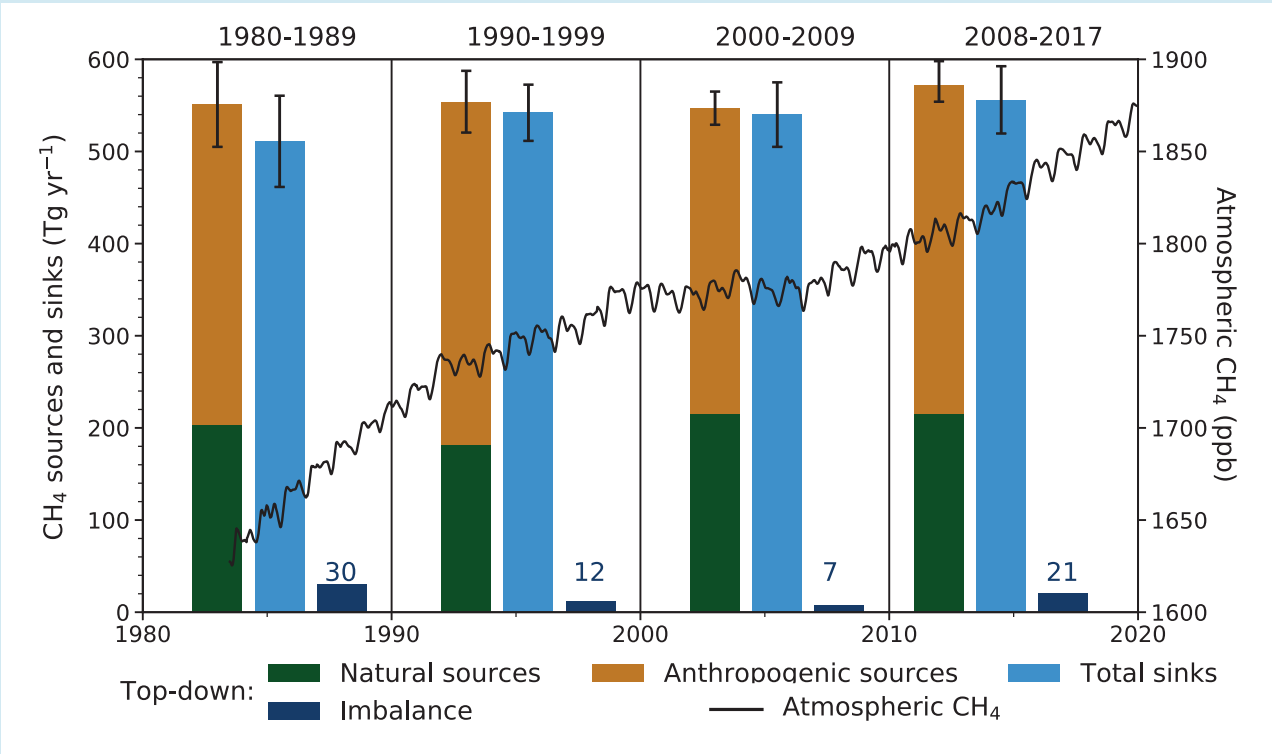 1980-1989 1990-1999 2000-2009 2008-2017
600 1900
500 1850
400 1800
300 1750
200 1700
100 1650
0 1600
CH₄ sources and sinks (Tg yr⁻¹)
Atmospheric CH₄ (ppb)
30 12 7 21
1980 1990 2000 2010 2020
Top-down:
Natural sources Anthropogenic sources Total sinks
Imbalance Atmospheric CH₄